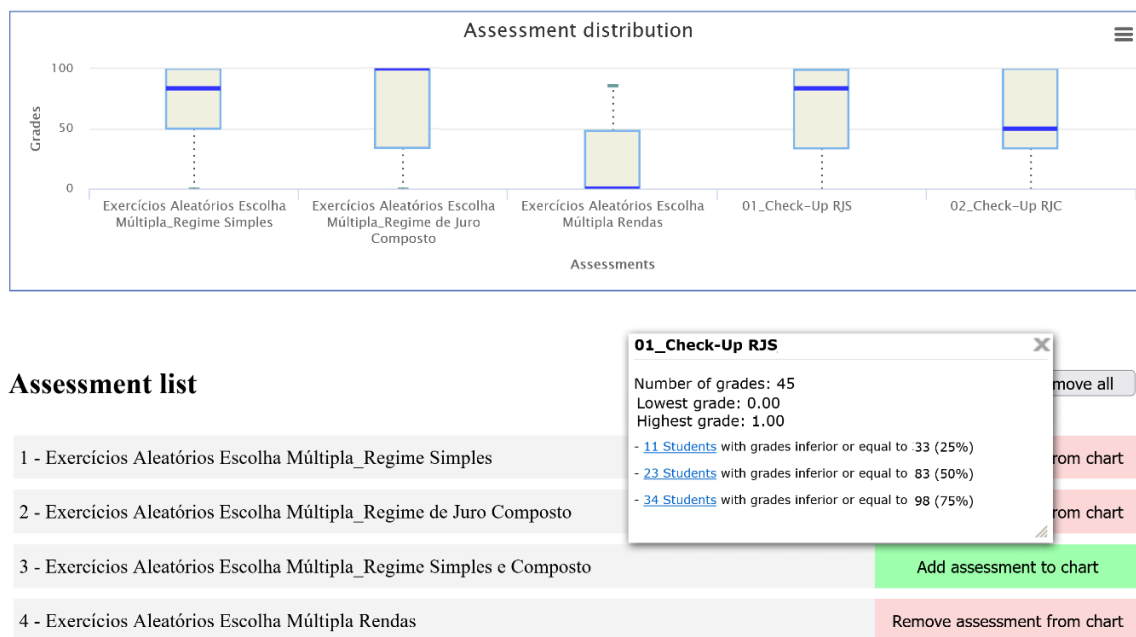 Assessment distribution
100
50
0
Grades
Exercícios Aleatórios Escolha
Múltipla_Regime Simples
Exercícios Aleatórios Escolha
Múltipla_Regime de Juro
Composto
Exercícios Aleatórios Escolha
Múltipla Rendas
01_Check-Up RJS
02_Check-Up RJC
Assessments
Assessment list
move all
01_Check-Up RJS
Number of grades: 45
Lowest grade: 0.00
Highest grade: 1.00
- 11 Students with grades inferior or equal to 33 (25%)
- 23 Students with grades inferior or equal to 83 (50%)
- 34 Students with grades inferior or equal to 98 (75%)
1 - Exercícios Aleatórios Escolha Múltipla_Regime Simples
rom chart
2 - Exercícios Aleatórios Escolha Múltipla_Regime de Juro Composto
rom chart
3 - Exercícios Aleatórios Escolha Múltipla_Regime Simples e Composto
Add assessment to chart
4 - Exercícios Aleatórios Escolha Múltipla Rendas
Remove assessment from chart